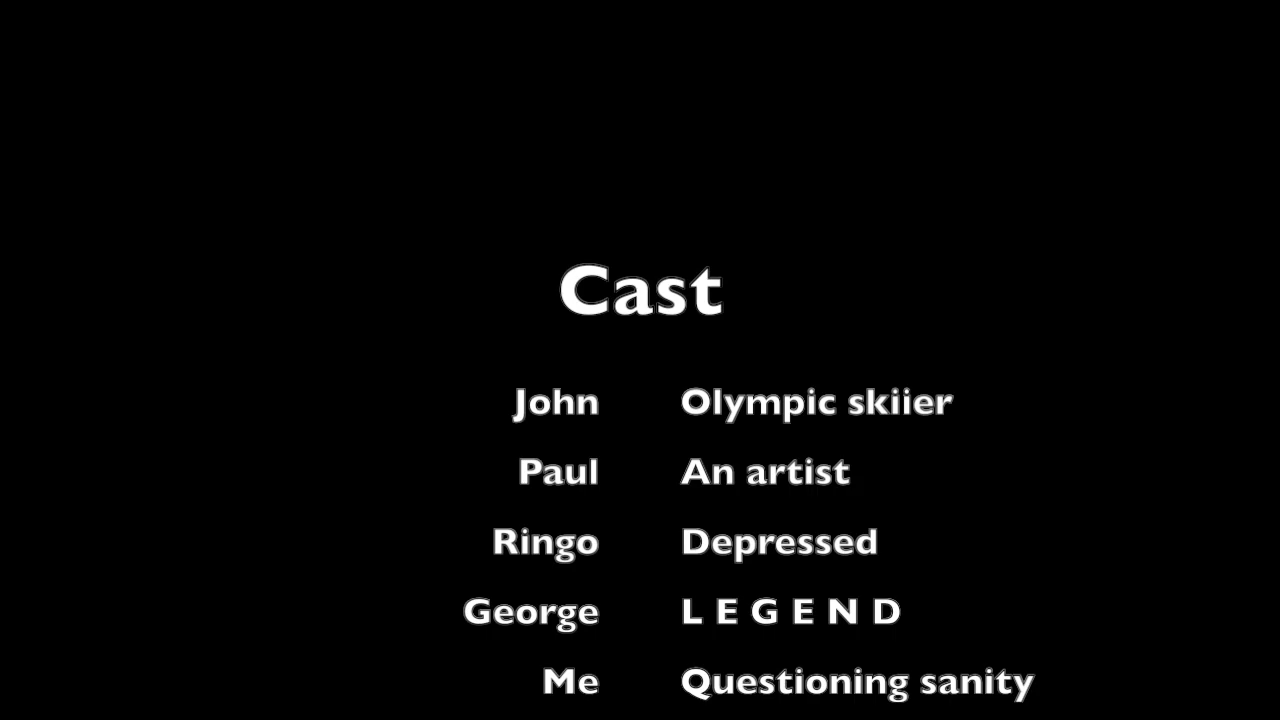 Cast
John Olympic skiier
Paul An artist
Ringo Depressed
George L E G E N D
Me Questioning sanity